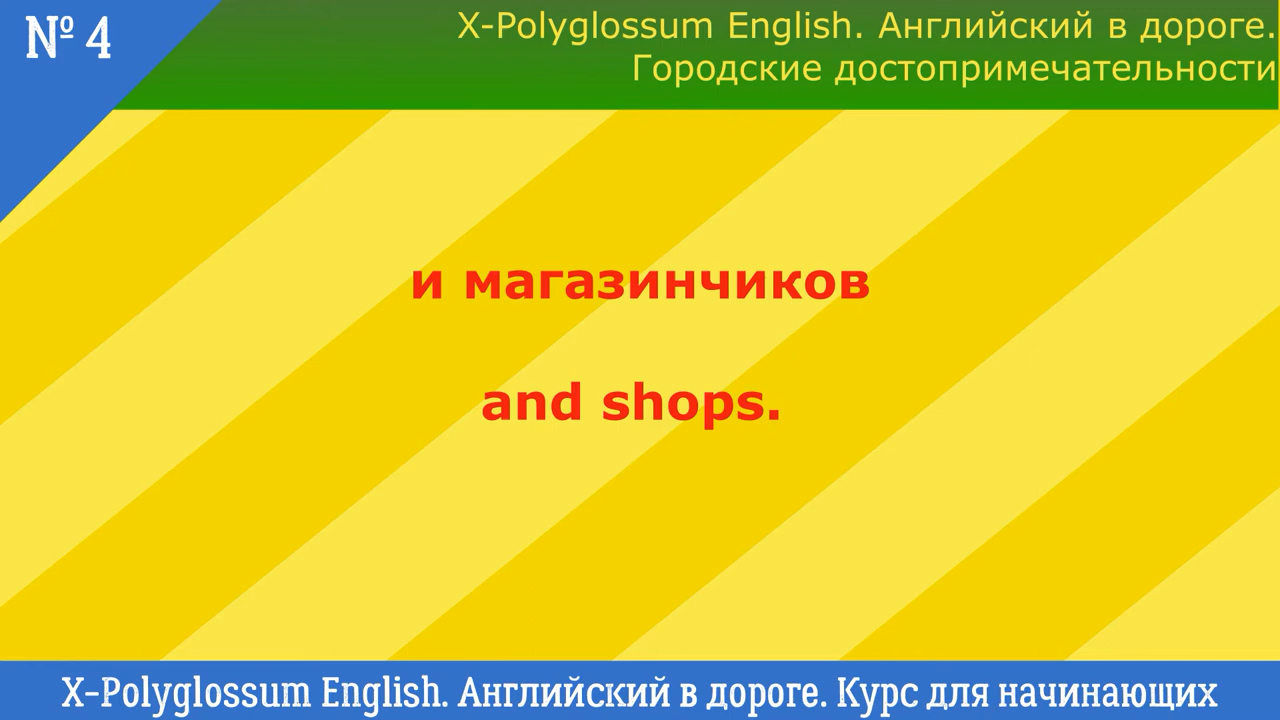 № 4
X-Polyglossum English. Английский в дороге.
Городские достопримечательности
и магазинчиков
and shops.
X-Polyglossum English. Английский в дороге. Курс для начинающих